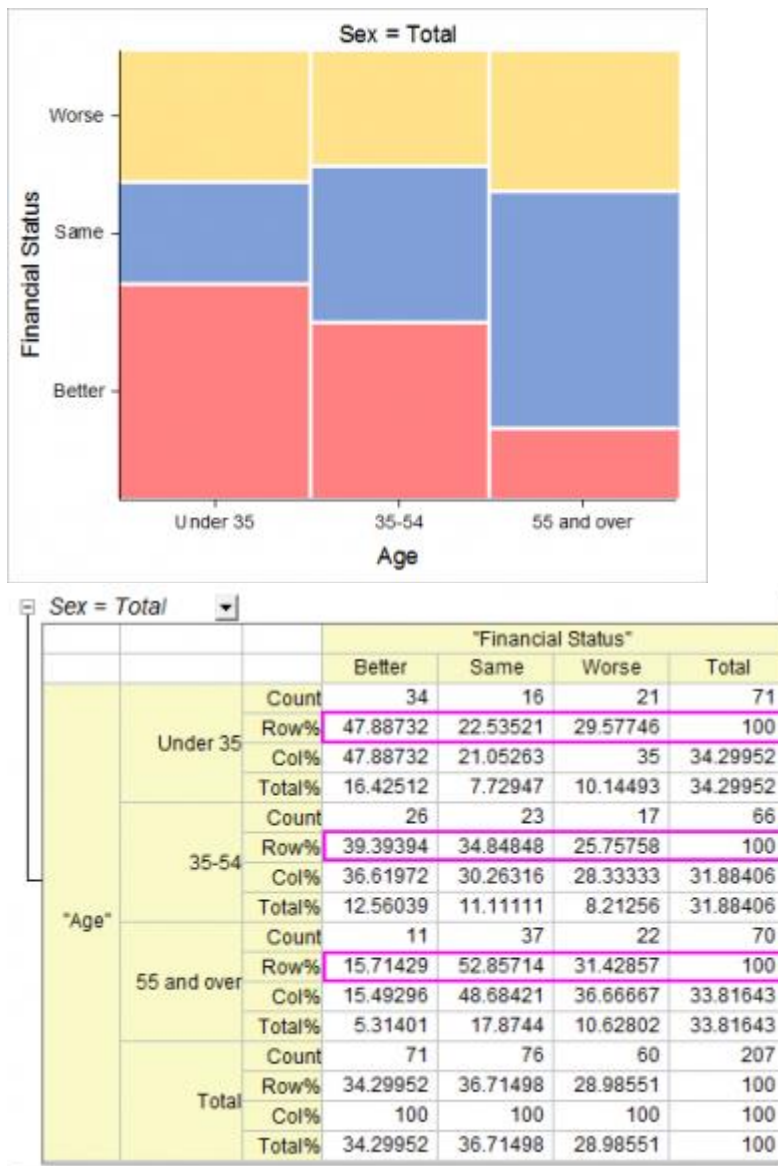 Sex = Total
Worse
Same
Better
Financial Status
Under 35 35-54 55 and over
Age
Sex = Total
"Financial Status"
Better Same Worse Total
"Age"
Under 35
Count 34 16 21 71
Row% 47.88732 22.53521 29.57746 100
Col% 47.88732 21.05263 35 34.29952
Total% 16.42512 7.72947 10.14493 34.29952
35-54
Count 26 23 17 66
Row% 39.39394 34.84848 25.75758 100
Col% 36.61972 30.26316 28.33333 31.88406
Total% 12.56039 11.11111 8.21256 31.88406
55 and over
Count 11 37 22 70
Row% 15.71429 52.85714 31.42857 100
Col% 15.49296 48.68421 36.66667 33.81643
Total% 5.31401 17.8744 10.62802 33.81643
Total
Count 71 76 60 207
Row% 34.29952 36.71498 28.98551 100
Col% 100 100 100 100
Total% 34.29952 36.71498 28.98551 100